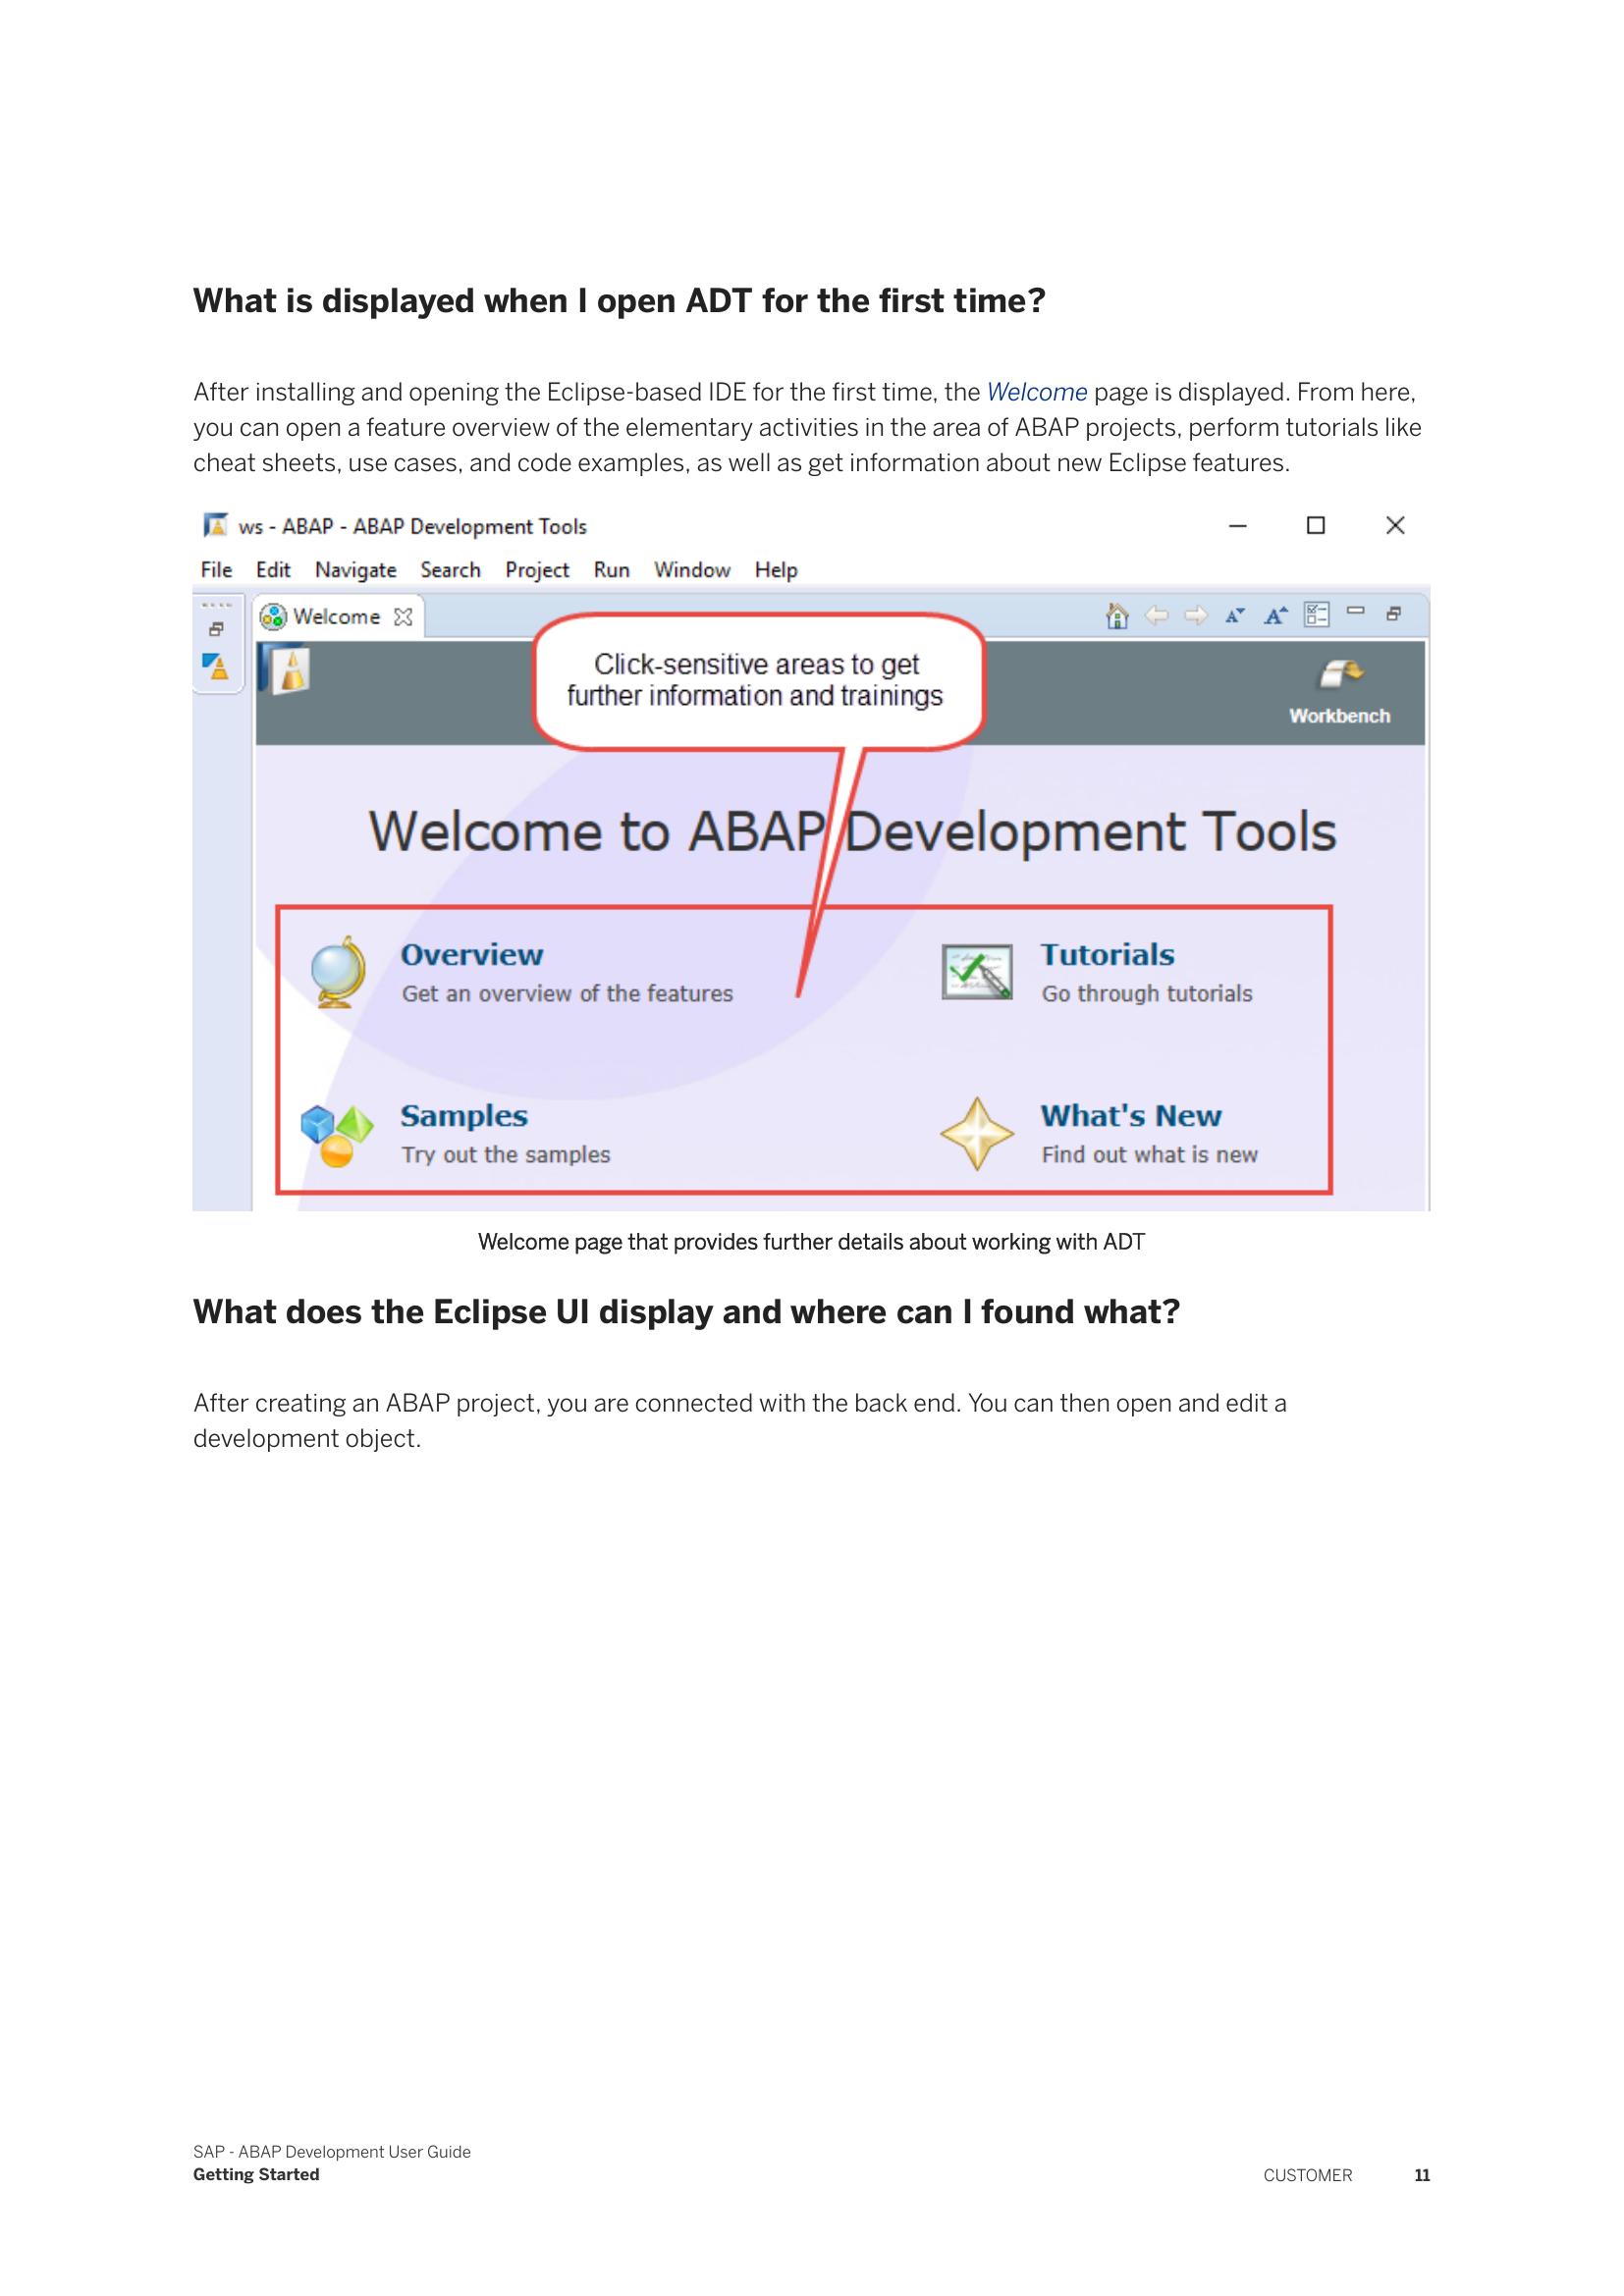 What is displayed when I open ADT for the first time?
After installing and opening the Eclipse-based IDE for the first time, the Welcome page is displayed. From here,
you can open a feature overview of the elementary activities in the area of ABAP projects, perform tutorials like
cheat sheets, use cases, and code examples, as well as get information about new Eclipse features.
ws - ABAP - ABAP Development Tools
File Edit Navigate Search Project Run Window Help
Welcome
Click-sensitive areas to get
further information and trainings
Workbench
Welcome to ABAP Development Tools
Overview
Get an overview of the features
Tutorials
Go through tutorials
Samples
Try out the samples
What's New
Find out what is new
Welcome page that provides further details about working with ADT
What does the Eclipse UI display and where can I found what?
After creating an ABAP project, you are connected with the back end. You can then open and edit a
development object.
SAP - ABAP Development User Guide
Getting Started
CUSTOMER 11